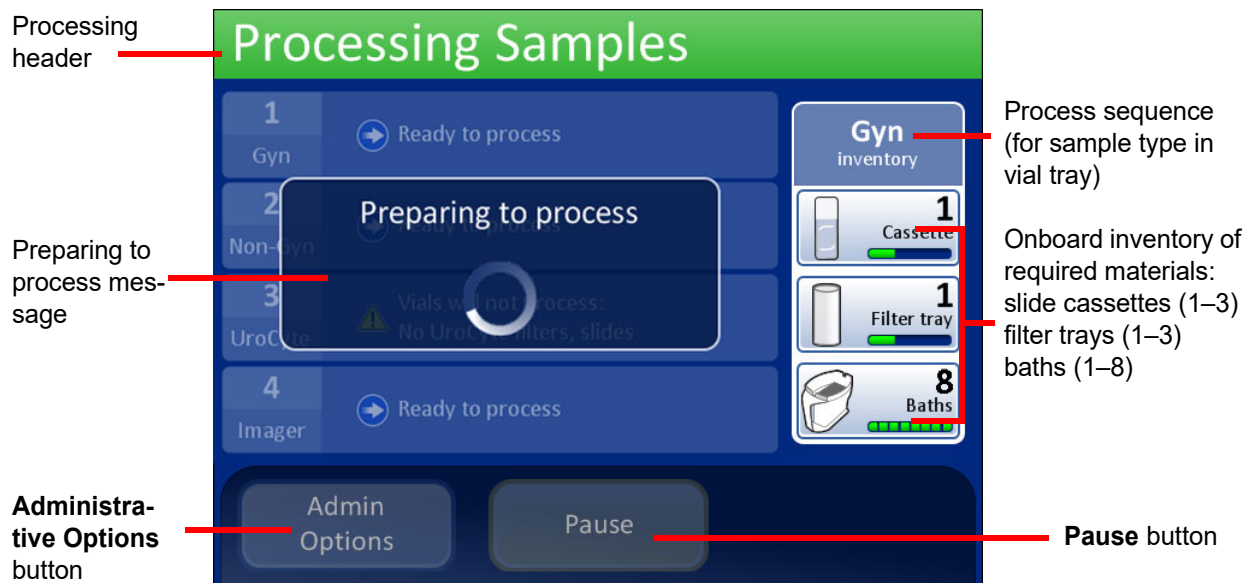 Processing
header
Processing Samples
1
Gyn
Ready to process
2
Non-Gyn
Ready to process
3
UroCyte
Vials will not process:
No UroCyte filters, slides
4
Imager
Ready to process
Preparing to process
Gyn
inventory
1
Cassette
1
Filter tray
8
Baths
Admin
Options
Pause
Preparing to
process mes-
sage
Administra-
tive Options
button
Process sequence
(for sample type in
vial tray)
Onboard inventory of
required materials:
slide cassettes (1–3)
filter trays (1–3)
baths (1–8)
Pause button